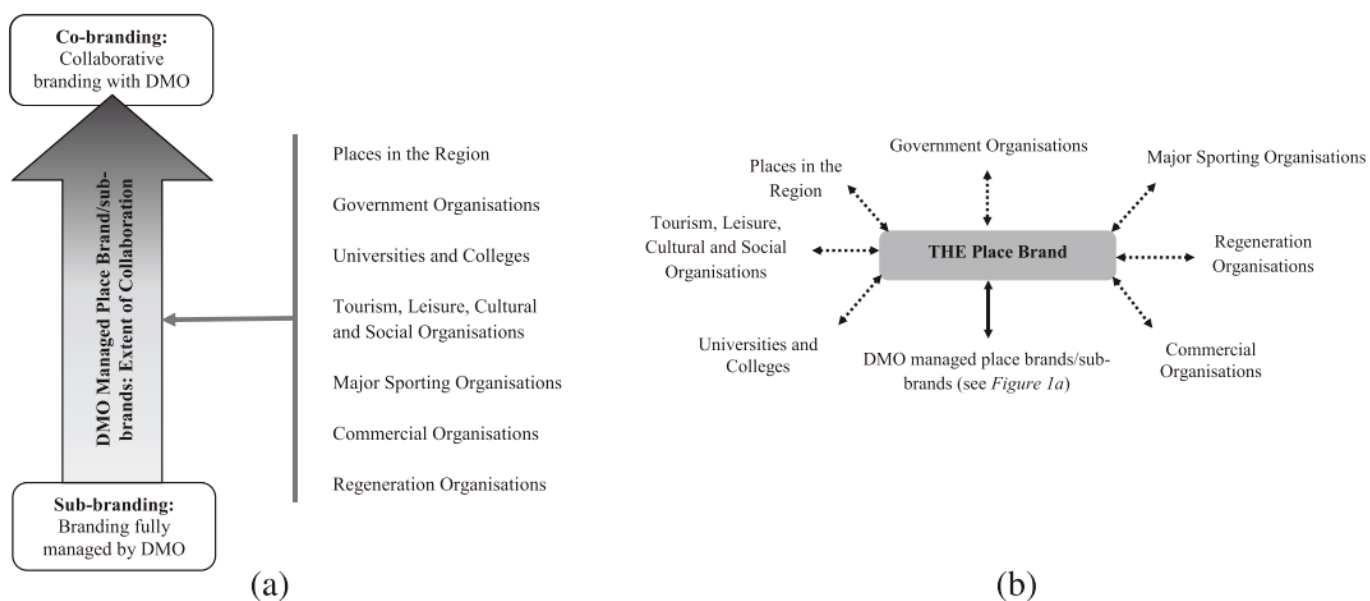 Co-branding:
Collaborative
branding with DMO
DMO Managed Place Brand/sub-
brands: Extent of Collaboration
Sub-branding:
Branding fully
managed by DMO
Places in the Region
Government Organisations
Universities and Colleges
Tourism, Leisure, Cultural
and Social Organisations
Major Sporting Organisations
Commercial Organisations
Regeneration Organisations
(a)
Government Organisations
Places in the
Region
Major Sporting Organisations
Tourism, Leisure,
Cultural and Social
Organisations
THE Place Brand
Regeneration
Organisations
Universities and
Colleges
DMO managed place brands/sub-
brands (see Figure 1a)
Commercial
Organisations
(b)